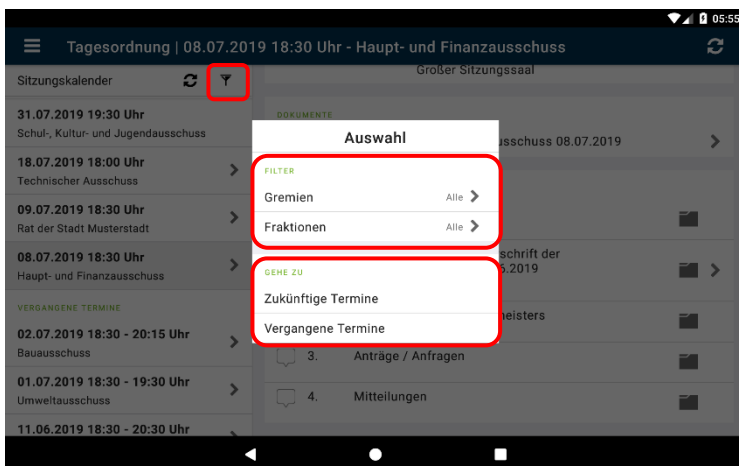 05:55
Tagesordnung | 08.07.2019 18:30 Uhr - Haupt- und Finanzausschuss
Sitzungskalender
31.07.2019 19:30 Uhr
Schul-, Kultur- und Jugendausschuss
18.07.2019 18:00 Uhr
Technischer Ausschuss
09.07.2019 18:30 Uhr
Rat der Stadt Musterstadt
08.07.2019 18:30 Uhr
Haupt- und Finanzausschuss
VERGANGENE TERMINE
02.07.2019 18:30 - 20:15 Uhr
Bauausschuss
01.07.2019 18:30 - 19:30 Uhr
Umweltausschuss
11.06.2019 18:30 - 20:30 Uhr
Großer Sitzungssaal
DOKUMENTE
usschuss 08.07.2019
schrift der
6.2019
neisters
3. Anträge / Anfragen
4. Mitteilungen
Auswahl
FILTER
Gremien Alle
Fraktionen Alle
GEHE ZU
Zukünftige Termine
Vergangene Termine